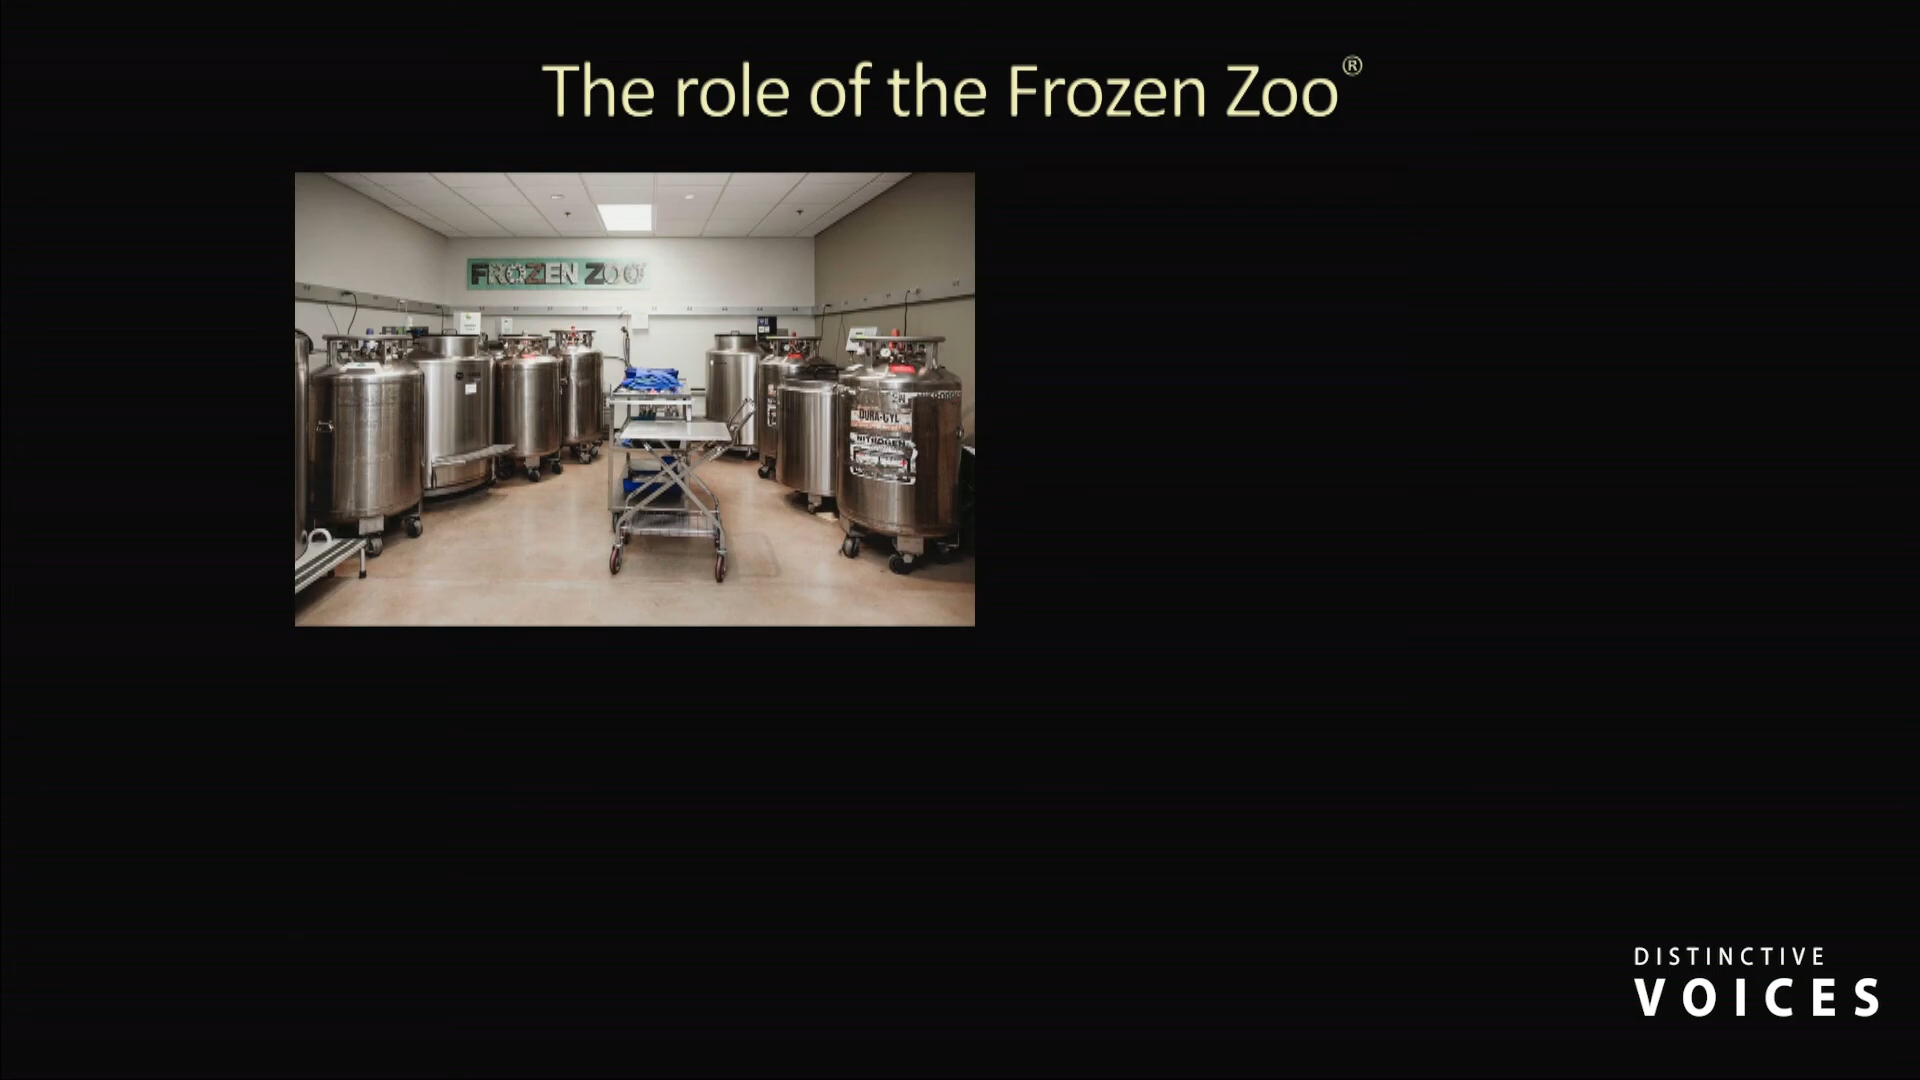 The role of the Frozen Zoo®
FROZEN ZOO
DURA-CYL
NITROGEN
DISTINCTIVE
VOICES